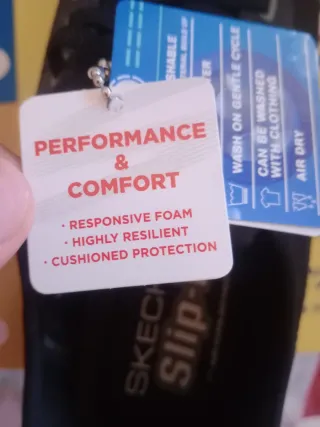 PERFORMANCE
&
COMFORT
· RESPONSIVE FOAM
· HIGHLY RESILIENT
· CUSHIONED PROTECTION
WASH ON GENTLE CYCLE
CAN BE WASHED
WITH CLOTHING
AIR DRY
SKECH
Slip-